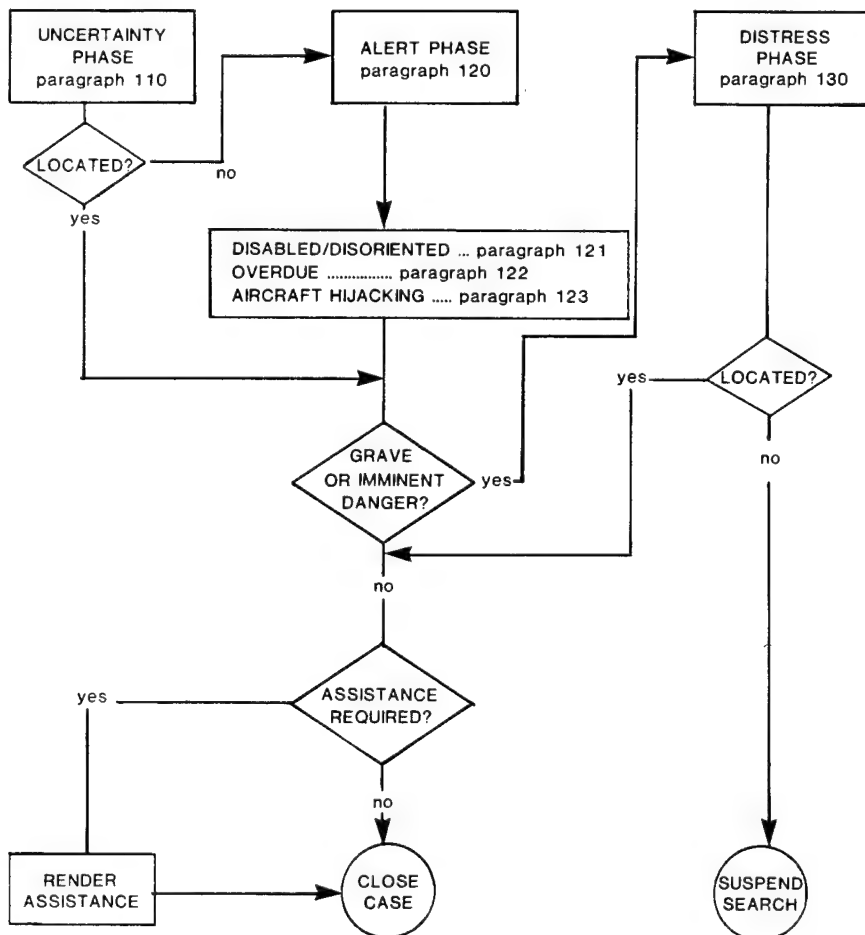 UNCERTAINTY
PHASE
paragraph 110
ALERT PHASE
paragraph 120
DISTRESS
PHASE
paragraph 130
LOCATED?
no
yes
DISABLED/DISORIENTED ... paragraph 121
OVERDUE ................ paragraph 122
AIRCRAFT HIJACKING ..... paragraph 123
LOCATED?
yes
no
GRAVE
OR IMMINENT
DANGER?
yes
no
ASSISTANCE
REQUIRED?
yes
no
RENDER
ASSISTANCE
CLOSE
CASE
SUSPEND
SEARCH